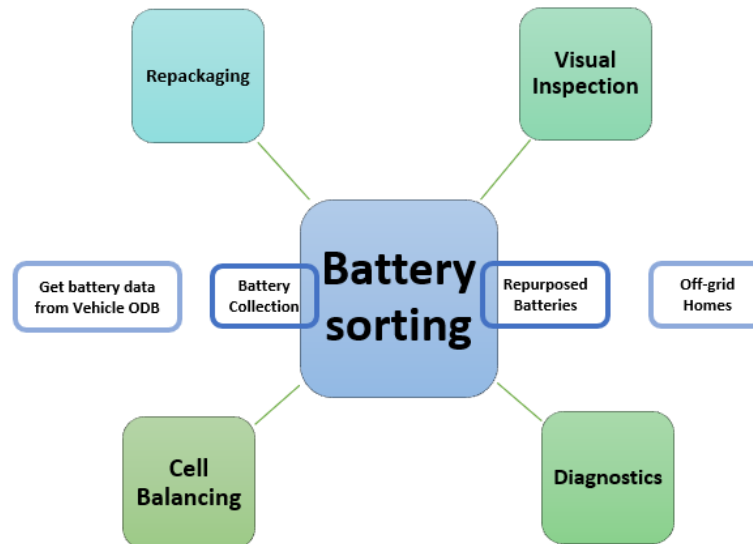 Repackaging
Visual
Inspection
Get battery data
from Vehicle ODB
Battery
Collection
Battery
sorting
Repurposed
Batteries
Off-grid
Homes
Cell
Balancing
Diagnostics